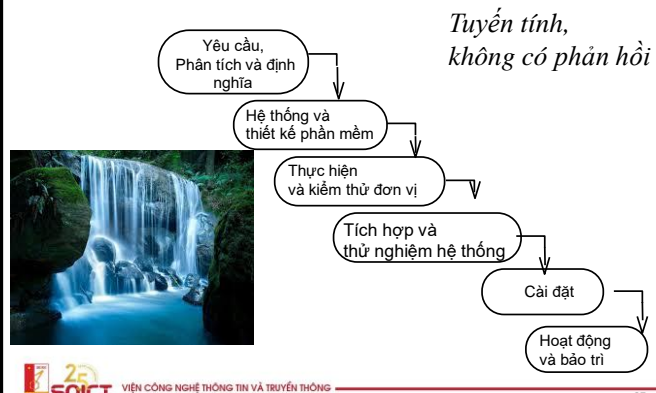 Tuyến tính,
không có phản hồi
Yêu cầu,
Phân tích và định
nghĩa
Hệ thống và
thiết kế phần mềm
Thực hiện
và kiểm thử đơn vị
Tích hợp và
thử nghiệm hệ thống
Cài đặt
Hoạt động
và bảo trì
25
SOICT
VIỆN CÔNG NGHỆ THÔNG TIN VÀ TRUYỀN THÔNG